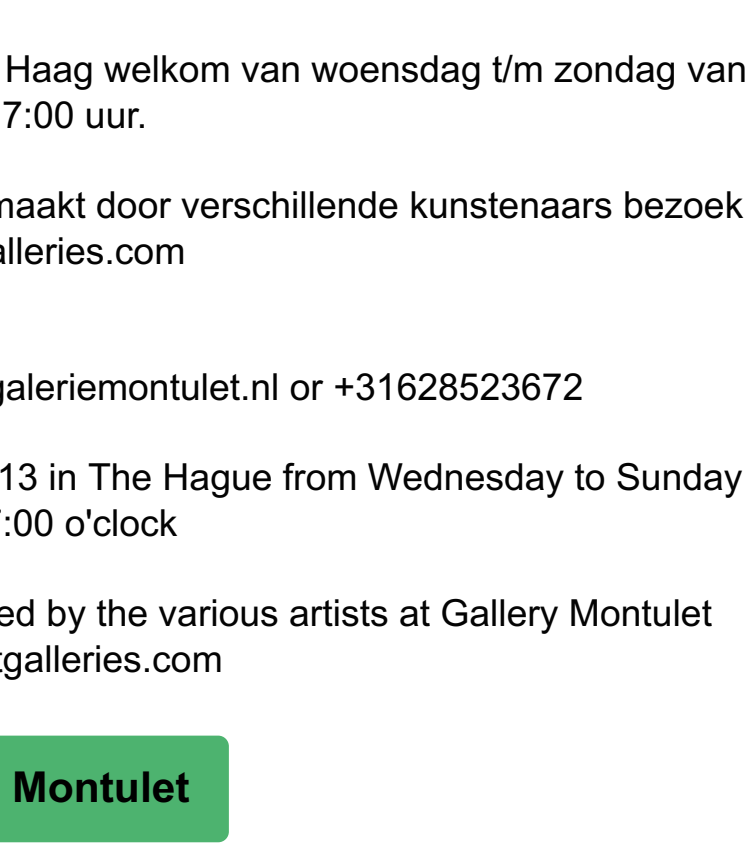 Haag welkom van woensdag t/m zondag van
7:00 uur.
maakt door verschillende kunstenaars bezoek
alleries.com
galeriemontulet.nl or +31628523672
13 in The Hague from Wednesday to Sunday
:00 o'clock
ed by the various artists at Gallery Montulet
tgalleries.com
Montulet